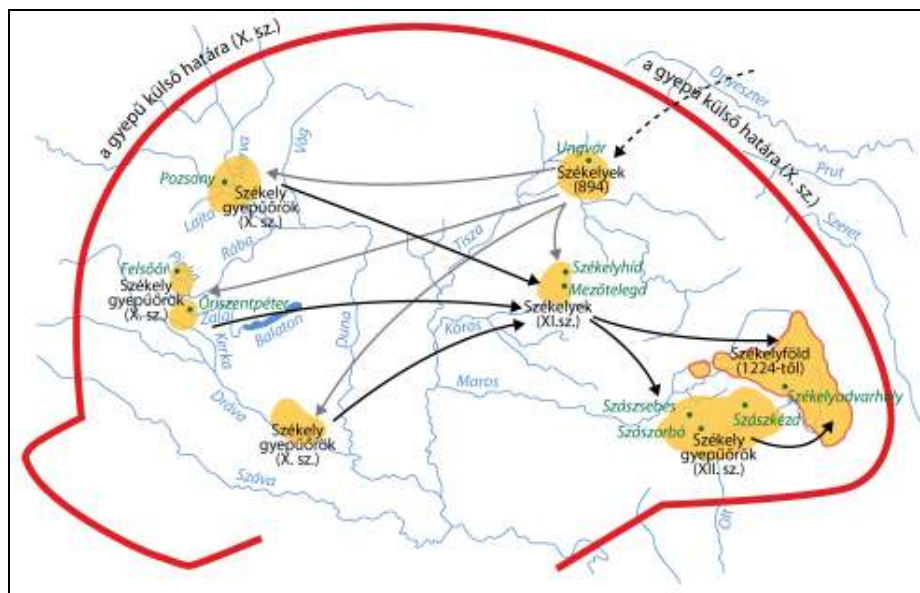 a gyepű külső határa (X. sz.)
a gyepű külső határa (X. sz.)
Dnyeszter
Prut
Szeret
Vág
Ungvár
Székelyek
(894)
Pozsony
Morva
Székely
gyepűőrök
(X. sz.)
Lajta
Rába
Tisza
Felsőőr
Székely
gyepűőrök
(X. sz.)
Őriszentpéter
Zala
Kerka
Balaton
Duna
Székelyhíd
Mezőtelegd
Székelyek
(XI.sz.)
Körös
Maros
Székelyföld
(1224-től)
Székelyudvarhely
Szászsebes
Szászkézd
Szászorbó
Székely
gyepűőrök
(XII. sz.)
Olt
Dráva
Székely
gyepűőrök
(X. sz.)
Száva